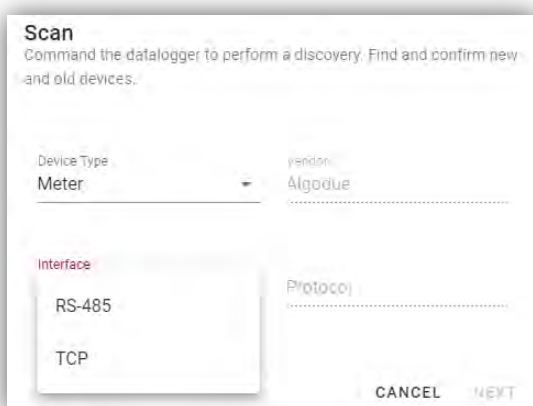 Scan
Command the datalogger to perform a discovery. Find and confirm new
and old devices.
Device Type
Meter
Vendor
Algodue
Interface
RS-485
TCP
Protocol
CANCEL
NEXT